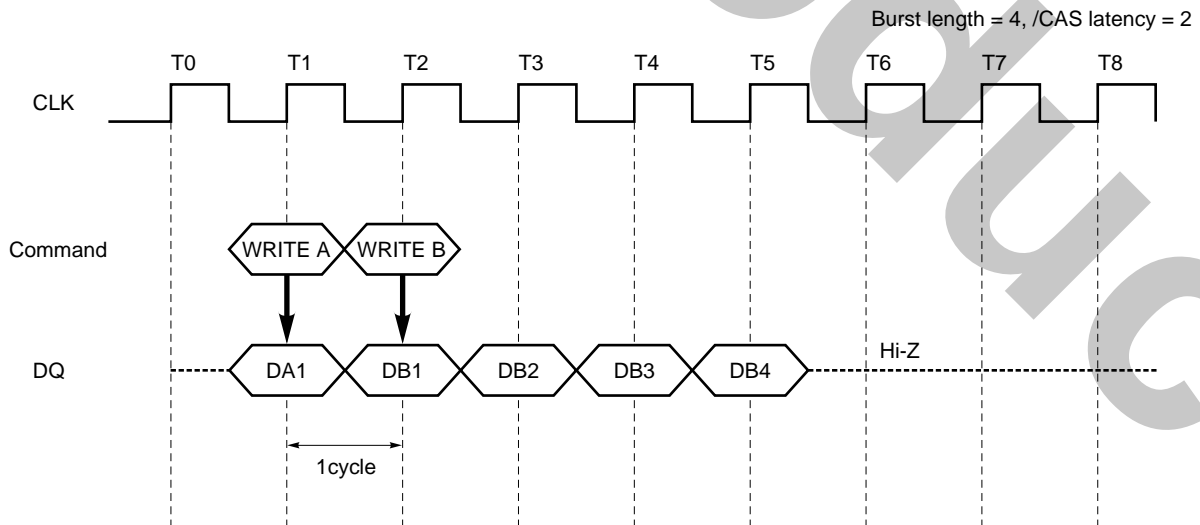 Burst length = 4, /CAS latency = 2
T0 T1 T2 T3 T4 T5 T6 T7 T8
CLK
Command WRITE A WRITE B
DQ DA1 DB1 DB2 DB3 DB4 Hi-Z
1cycle
duc